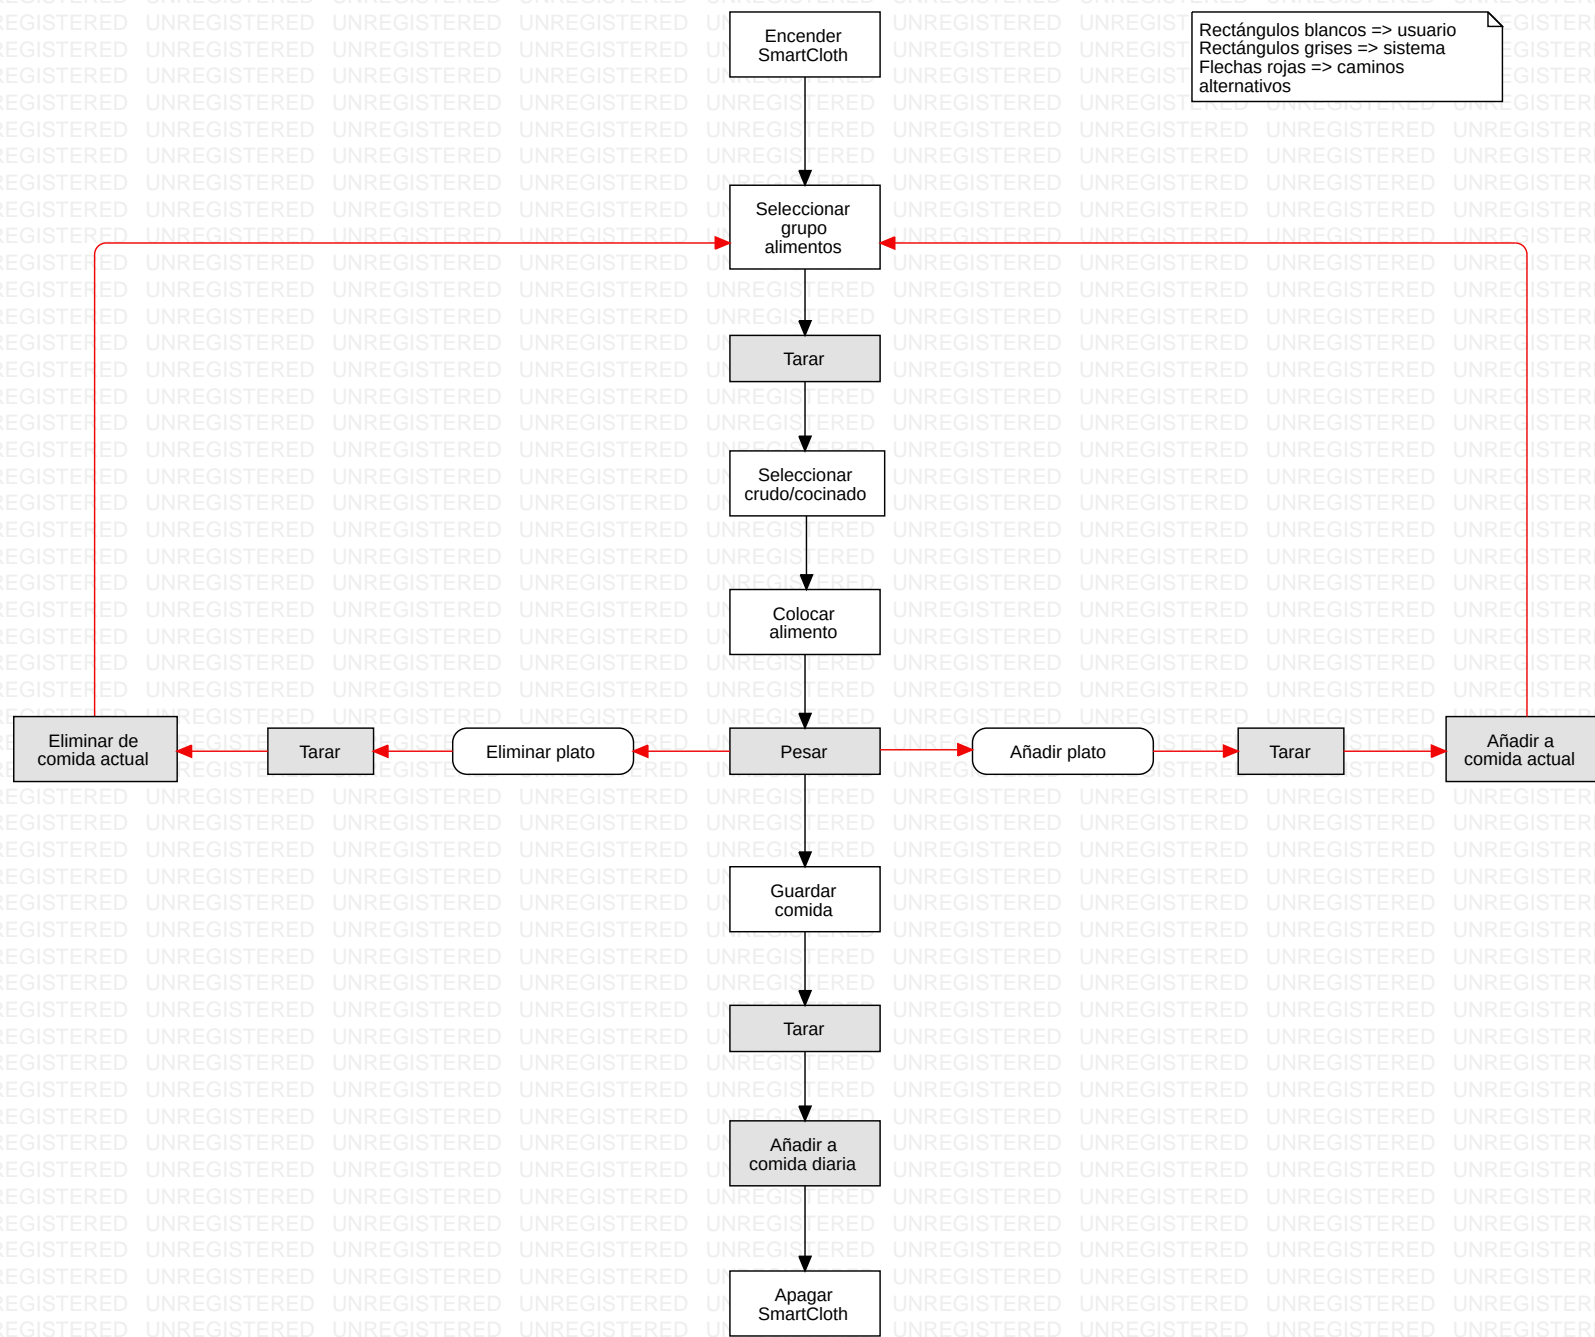 Encender
SmartCloth
Rectángulos blancos => usuario
Rectángulos grises => sistema
Flechas rojas => caminos
alternativos
Seleccionar
grupo
alimentos
Tarar
Seleccionar
crudo/cocinado
Colocar
alimento
Eliminar de
comida actual
Tarar
Eliminar plato
Pesar
Añadir plato
Tarar
Añadir a
comida actual
Guardar
comida
Tarar
Añadir a
comida diaria
Apagar
SmartCloth
UNREGISTERED